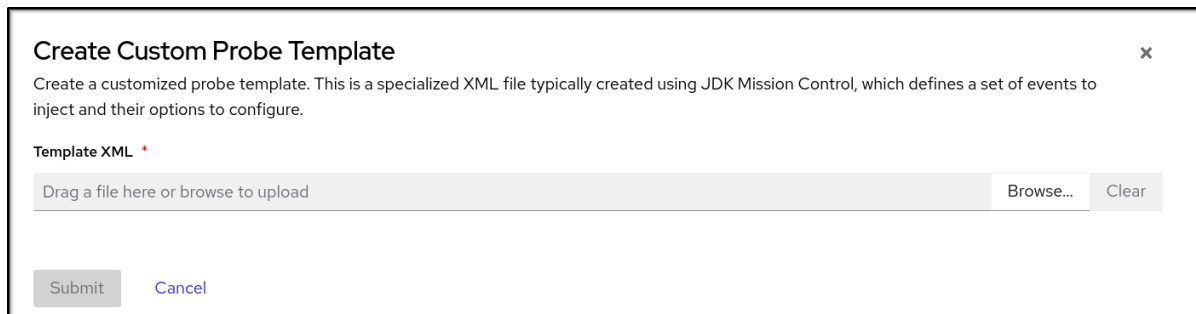 Create Custom Probe Template
Create a customized probe template. This is a specialized XML file typically created using JDK Mission Control, which defines a set of events to
inject and their options to configure.
Template XML *
Drag a file here or browse to upload
Browse...
Clear
Submit
Cancel